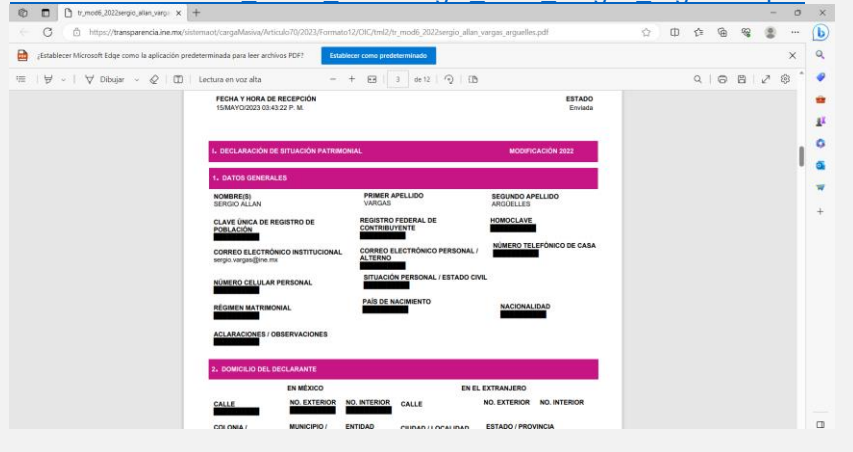 tr_mod6_2022sergio_allan_varga
https://transparencia.ine.mx/sistemaot/cargaMasiva/Articulo70/2023/Formato12/OIC/tml2/tr_mod6_2022sergio_allan_vargas_arguelles.pdf
¿Establecer Microsoft Edge como la aplicación predeterminada para leer archivos PDF?
Establecer como predeterminado
Dibujar
Lectura en voz alta
3 de 12
FECHA Y HORA DE RECEPCIÓN ESTADO
15/MAYO/2023 03:43:22 P. M. Enviada
I. DECLARACIÓN DE SITUACIÓN PATRIMONIAL MODIFICACIÓN 2022
1. DATOS GENERALES
NOMBRE(S) PRIMER APELLIDO SEGUNDO APELLIDO
SERGIO ALLAN VARGAS ARGÜELLES
CLAVE ÚNICA DE REGISTRO DE POBLACIÓN
REGISTRO FEDERAL DE CONTRIBUYENTE
HOMOCLAVE
CORREO ELECTRÓNICO INSTITUCIONAL
sergio.vargas@ine.mx
CORREO ELECTRÓNICO PERSONAL / ALTERNO
NÚMERO TELEFÓNICO DE CASA
NÚMERO CELULAR PERSONAL
SITUACIÓN PERSONAL / ESTADO CIVIL
RÉGIMEN MATRIMONIAL
PAÍS DE NACIMIENTO
NACIONALIDAD
ACLARACIONES / OBSERVACIONES
2. DOMICILIO DEL DECLARANTE
EN MÉXICO EN EL EXTRANJERO
CALLE NO. EXTERIOR NO. INTERIOR CALLE NO. EXTERIOR NO. INTERIOR
COLONIA / MUNICIPIO / ENTIDAD CIUDAD / LOCALIDAD ESTADO / PROVINCIA